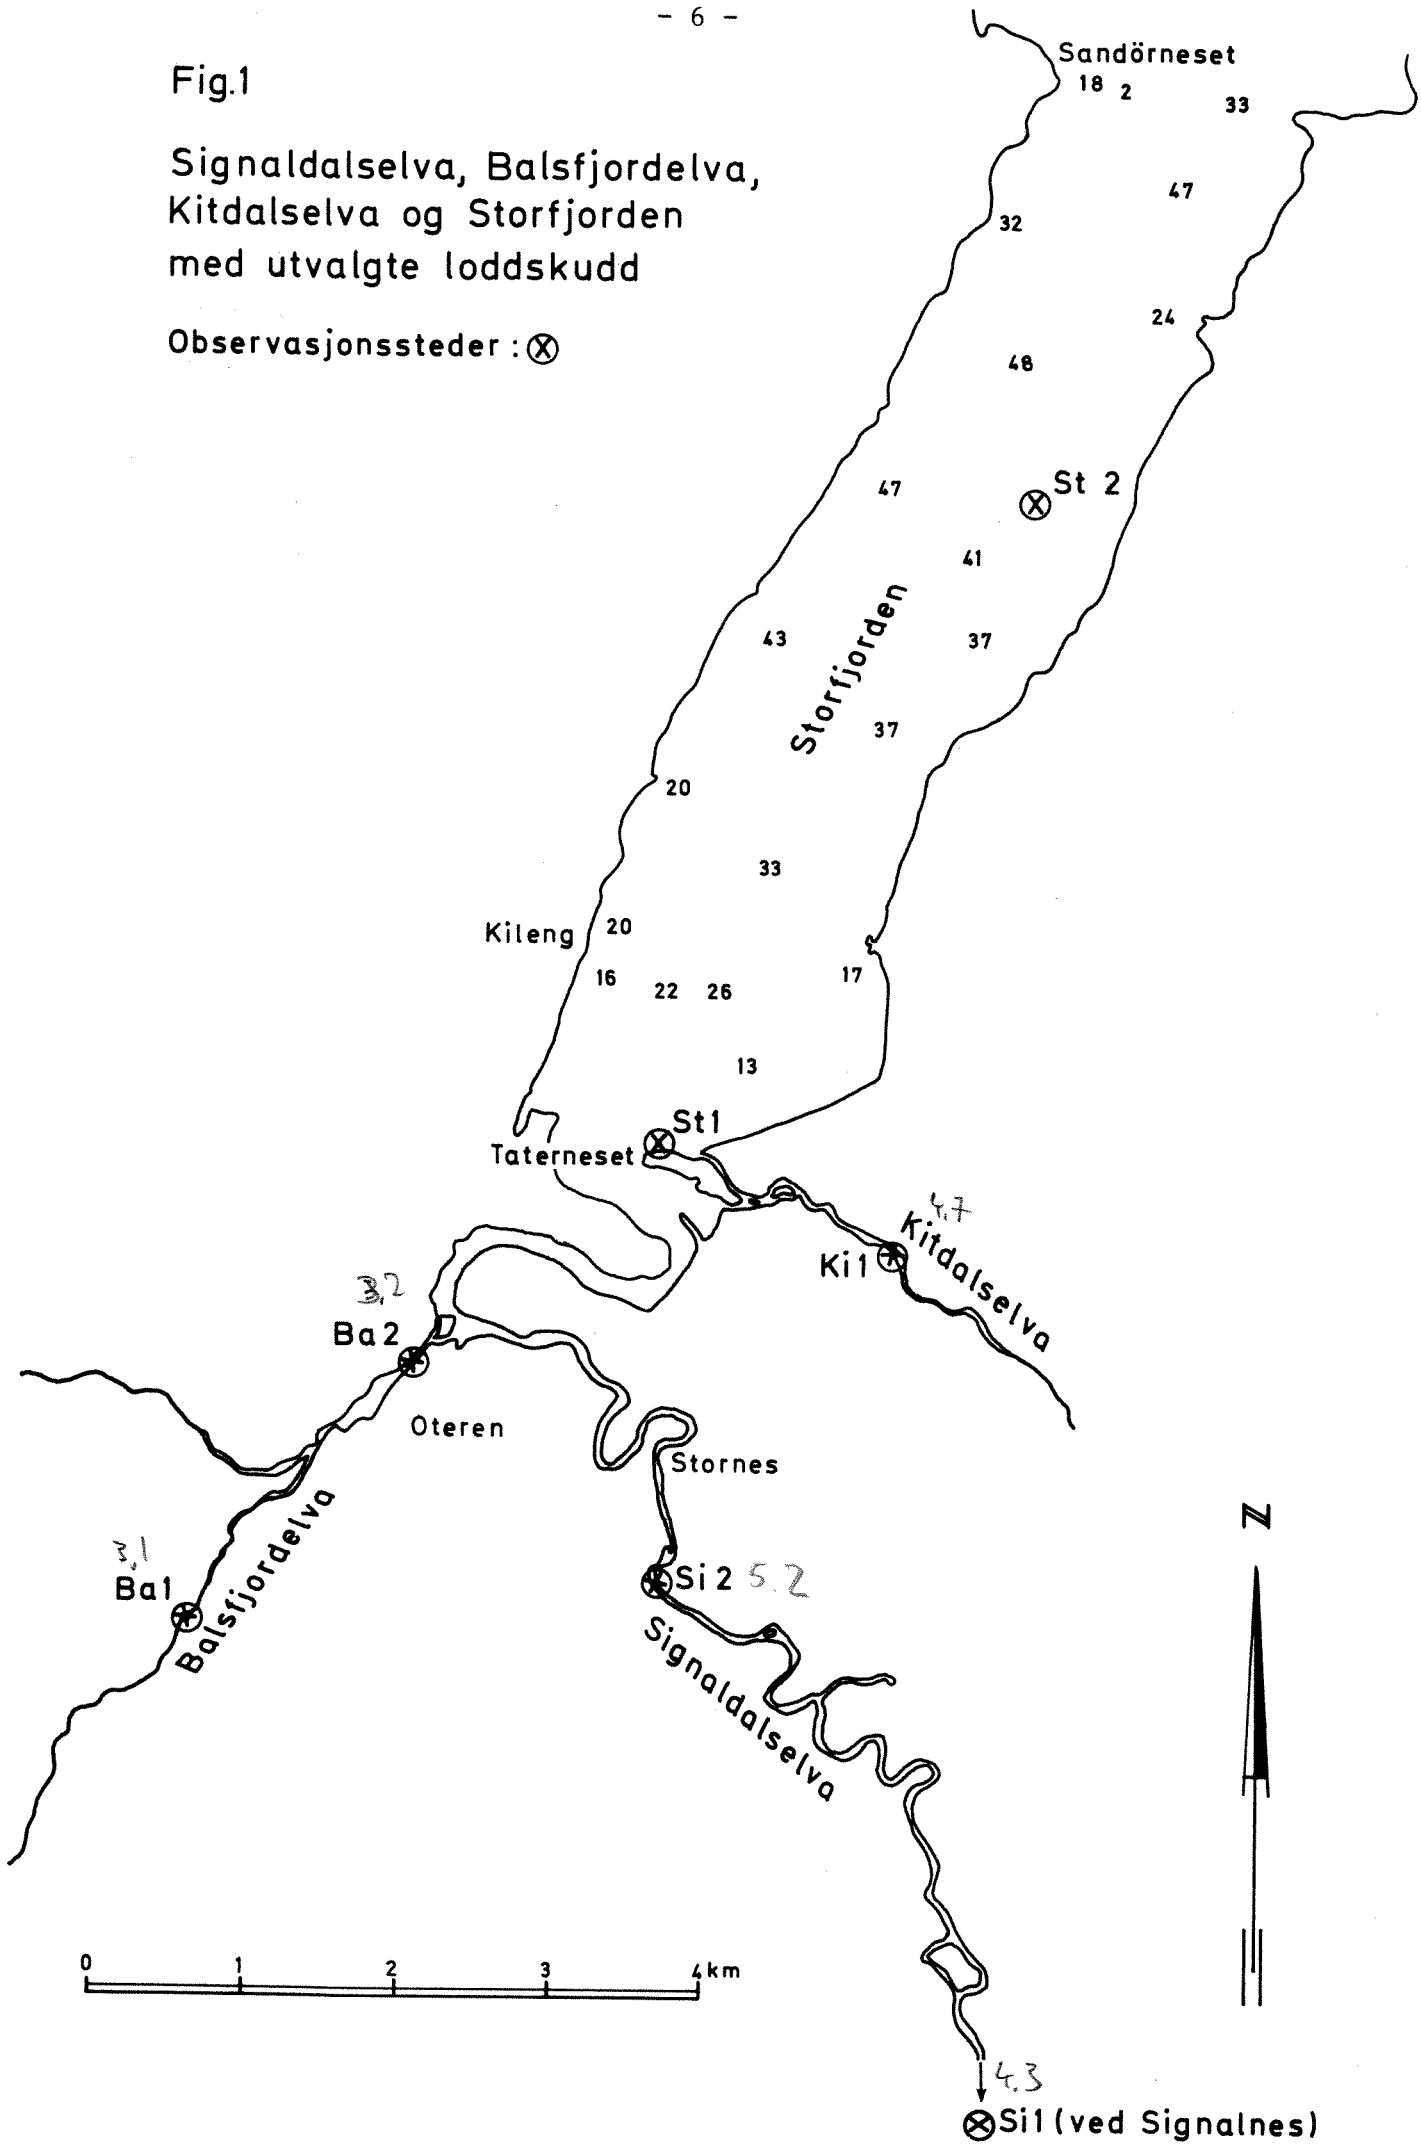 - 6 -
Fig.1
Signaldalselva, Balsfjordelva,
Kitdalselva og Storfjorden
med utvalgte loddskudd
Observasjonssteder :
Sandörneset
18 2
33
47
32
24
48
47
St 2
41
43
37
Storfjorden
37
20
33
Kileng
20
16
22 26
17
13
St1
Taterneset
4,7
Kitdalselva
Ki1
3,2
Ba2
Oteren
Stornes
3,1
Ba1
Balsfjordelva
Si2 5.2
Signaldalselva
N
0 1 2 3 4 km
4.3
Si1 (ved Signalnes)